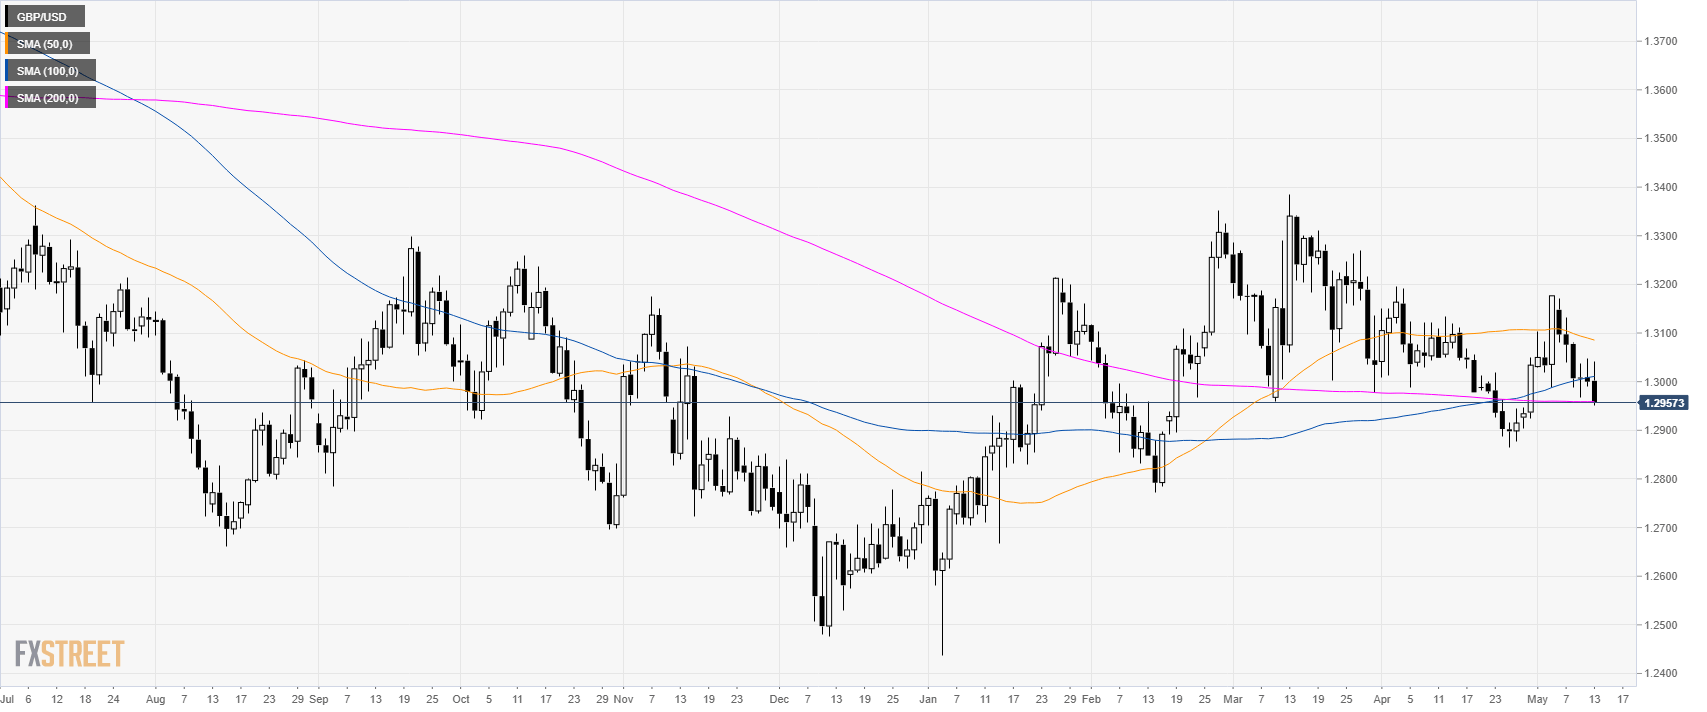 GBP/USD
SMA (50,0)
SMA (100,0)
SMA (200,0)
1.3700
1.3600
1.3500
1.3400
1.3300
1.3200
1.3100
1.3000
1.29573
1.2900
1.2800
1.2700
1.2600
1.2500
1.2400
FXSTREET
Jul 6 12 18 24 Aug 7 13 17 23 29 Sep 7 13 19 25 Oct 5 11 17 23 29 Nov 7 13 19 23 Dec 7 13 19 25 Jan 7 11 17 23 Feb 7 13 19 25 Mar 7 13 19 25 Apr 5 11 17 23 May 7 13 17